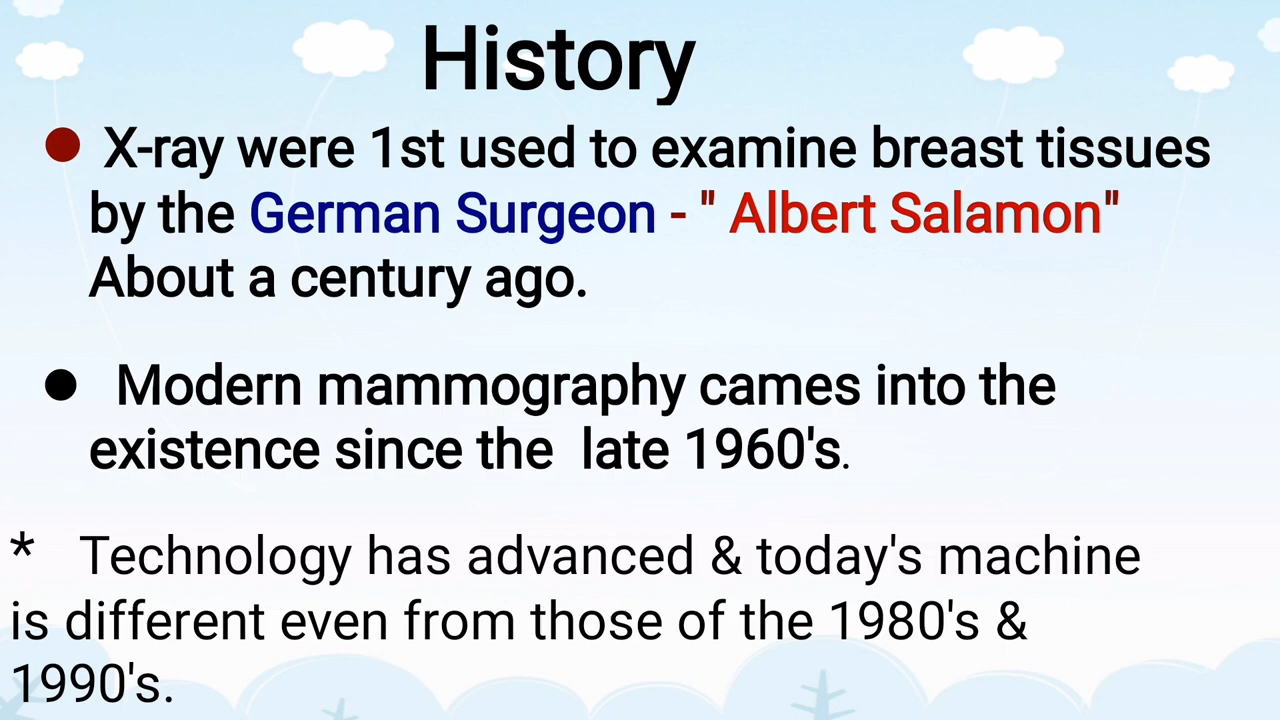 History
● X-ray were 1st used to examine breast tissues
by the German Surgeon - " Albert Salamon"
About a century ago.
● Modern mammography cames into the
existence since the late 1960's.
* Technology has advanced & today's machine
is different even from those of the 1980's &
1990's.